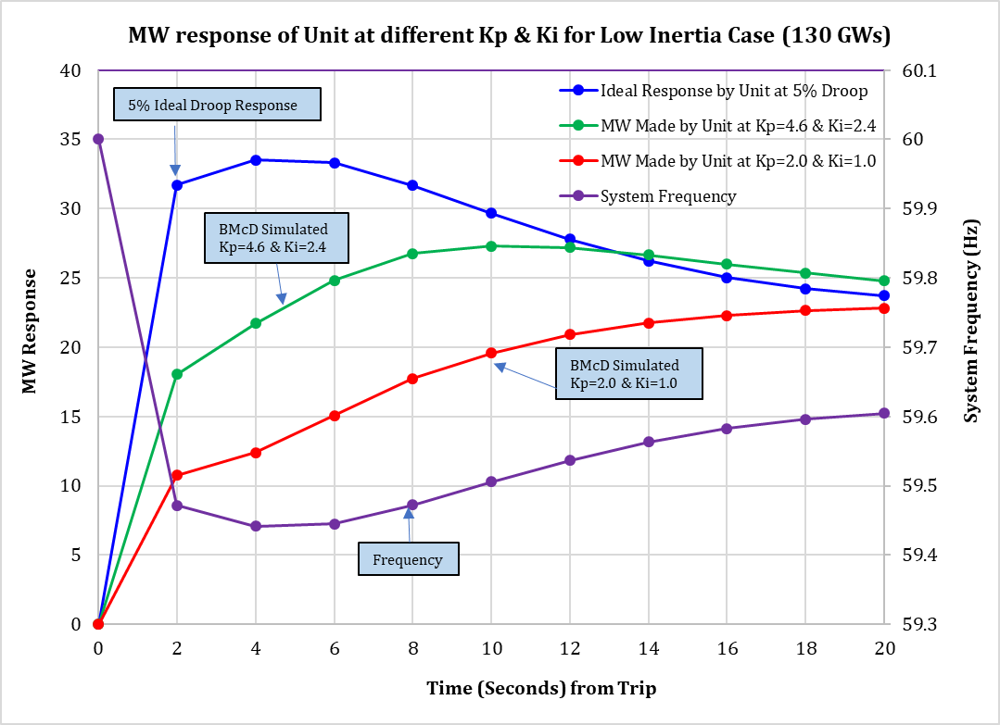 MW response of Unit at different Kp & Ki for Low Inertia Case (130 GWs)
40
35
30
25
20
15
10
5
0
MW Response
60.1
60
59.9
59.8
59.7
59.6
59.5
59.4
59.3
System Frequency (Hz)
5% Ideal Droop Response
Ideal Response by Unit at 5% Droop
MW Made by Unit at Kp=4.6 & Ki=2.4
MW Made by Unit at Kp=2.0 & Ki=1.0
System Frequency
BMcD Simulated
Kp=4.6 & Ki=2.4
BMcD Simulated
Kp=2.0 & Ki=1.0
Frequency
0 2 4 6 8 10 12 14 16 18 20
Time (Seconds) from Trip